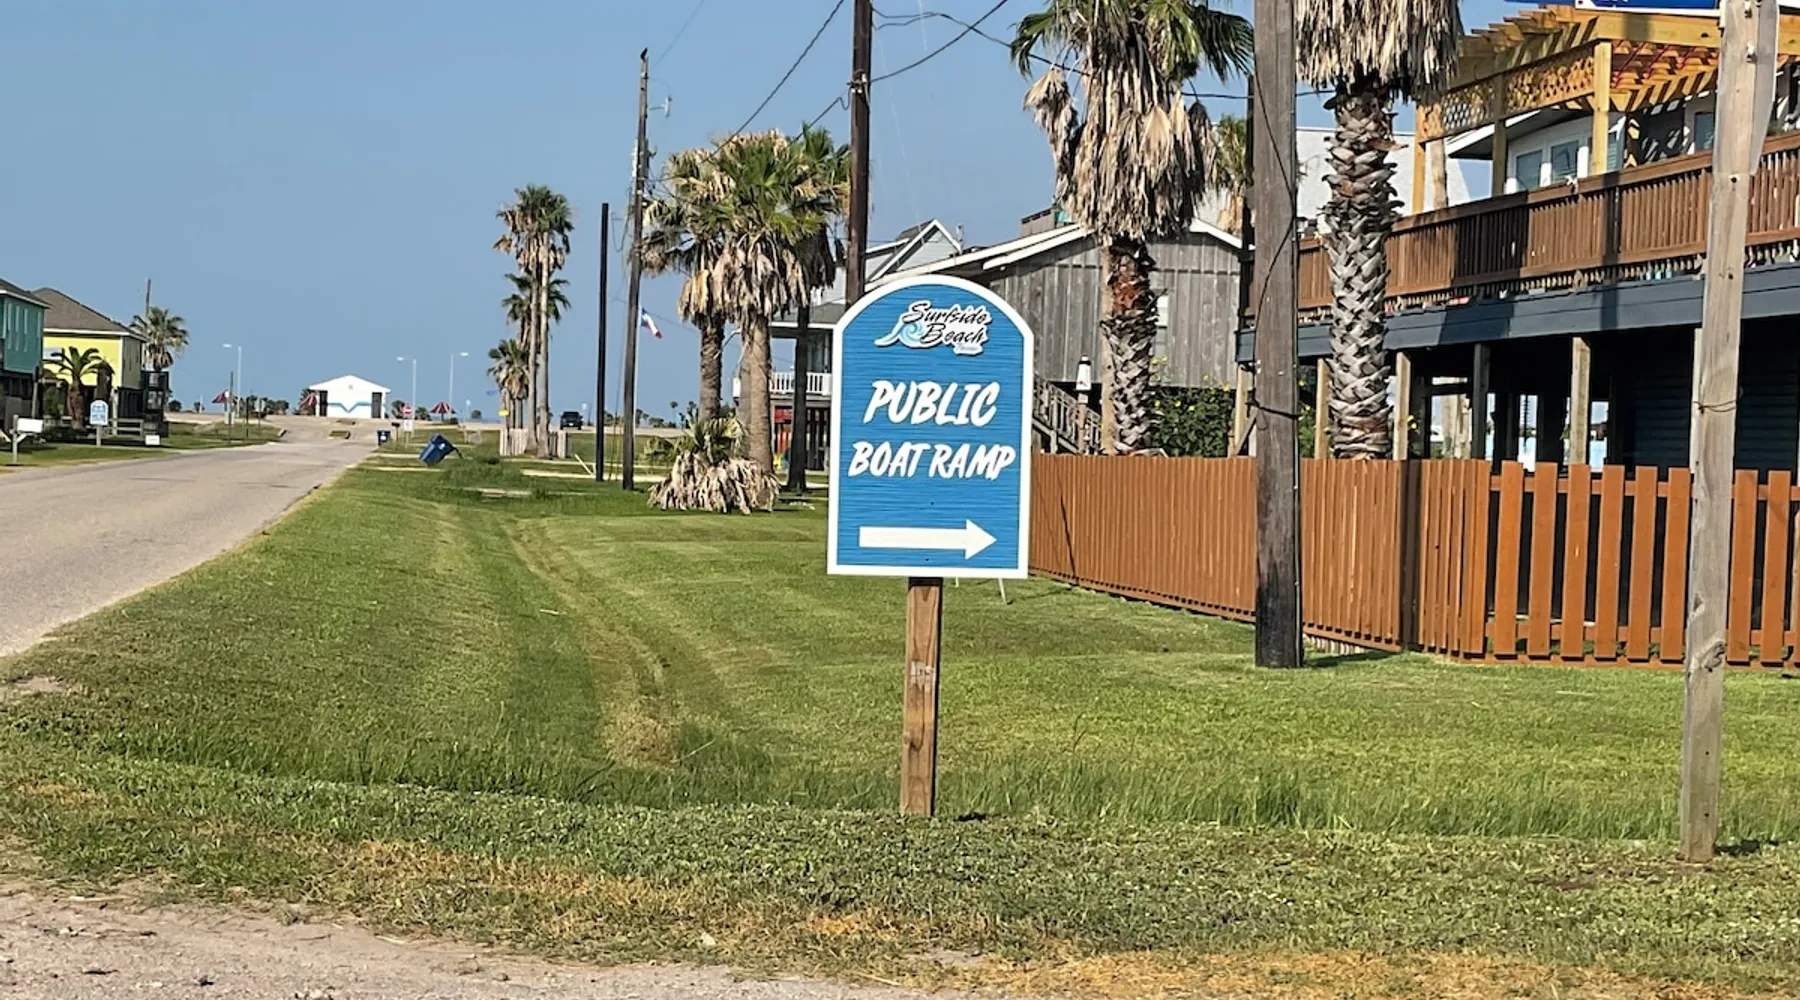 Surfside
Beach
PUBLIC
BOAT RAMP